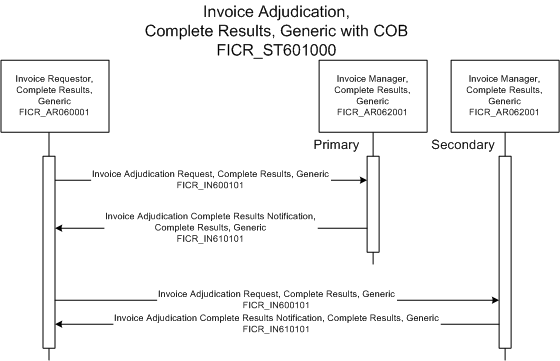 Invoice Adjudication,
Complete Results, Generic with COB
FICR_ST601000
Invoice Requestor,
Complete Results,
Generic
FICR_AR060001
Invoice Manager,
Complete Results,
Generic
FICR_AR062001
Invoice Manager,
Complete Results,
Generic
FICR_AR062001
Primary
Secondary
Invoice Adjudication Request, Complete Results, Generic
FICR_IN600101
Invoice Adjudication Complete Results Notification,
Complete Results, Generic
FICR_IN610101
Invoice Adjudication Request, Complete Results, Generic
FICR_IN600101
Invoice Adjudication Complete Results Notification, Complete Results, Generic
FICR_IN610101